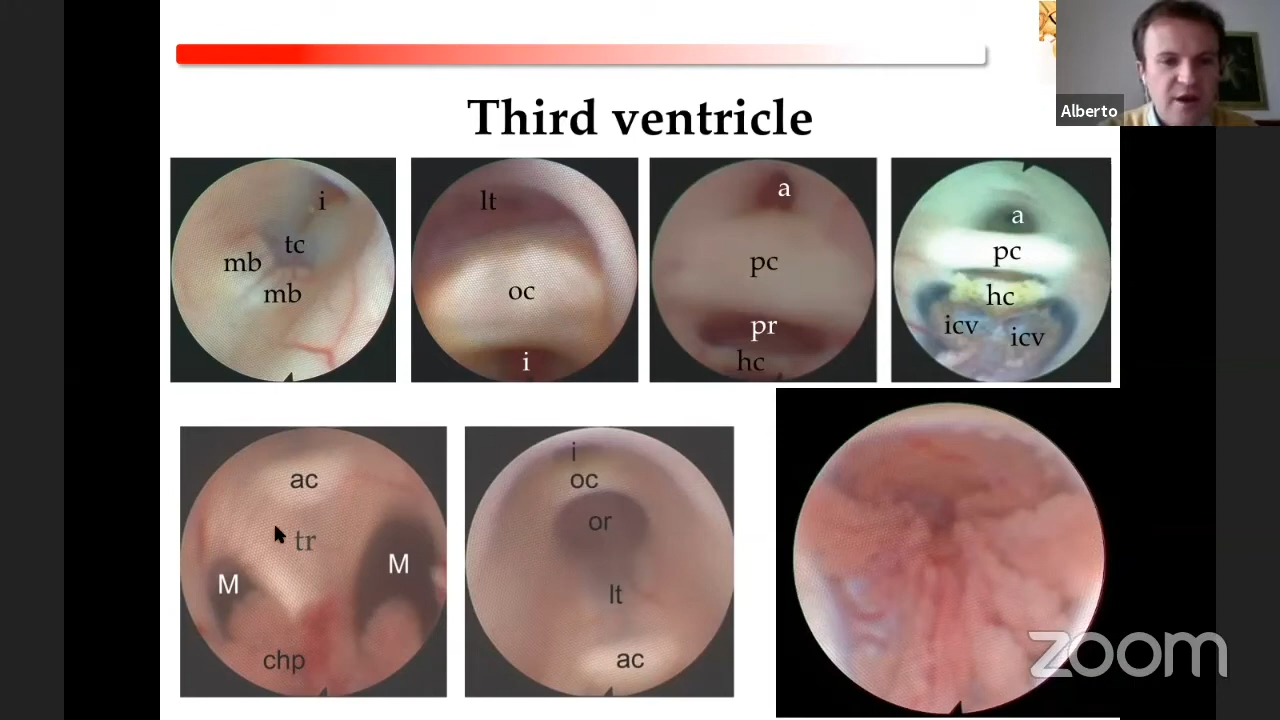 Alberto
Third ventricle
i
tc
mb
mb
lt
oc
i
a
pc
pr
hc
a
pc
hc
icv
icv
ac
tr
M
M
chp
i
oc
or
lt
ac
zoom